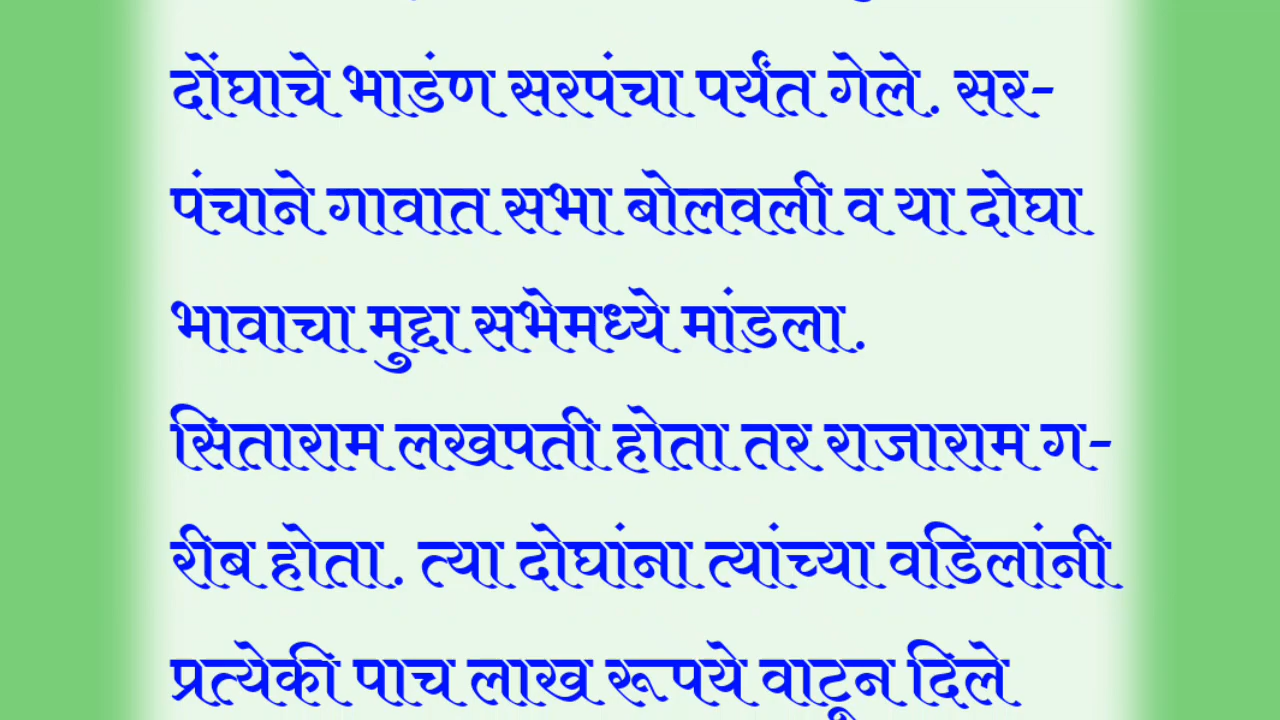 दोंघाचे भाडंण सरपंचा पर्यंत गेले. सर-
पंचाने गावात सभा बोलवली व या दोघा
भावाचा मुद्दा सभेमध्ये मांडला.
सिताराम लखपती होता तर राजाराम ग-
रीब होता. त्या दोघांना त्यांच्या वडिलांनी
प्रत्येकी पाच लाख रूपये वाटून दिले